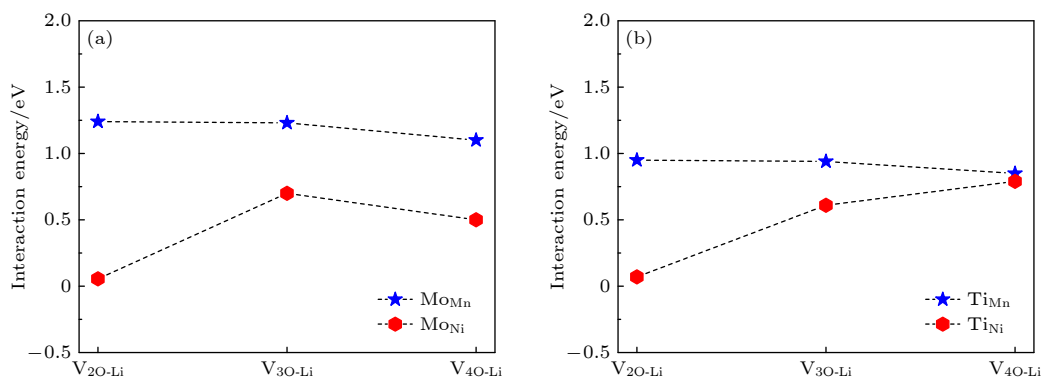 (a)
Interaction energy/eV
2.0
1.5
1.0
0.5
0
−0.5
V2O-Li V3O-Li V4O-Li
MoMn
MoNi
(b)
Interaction energy/eV
2.0
1.5
1.0
0.5
0
−0.5
V2O-Li V3O-Li V4O-Li
TiMn
TiNi